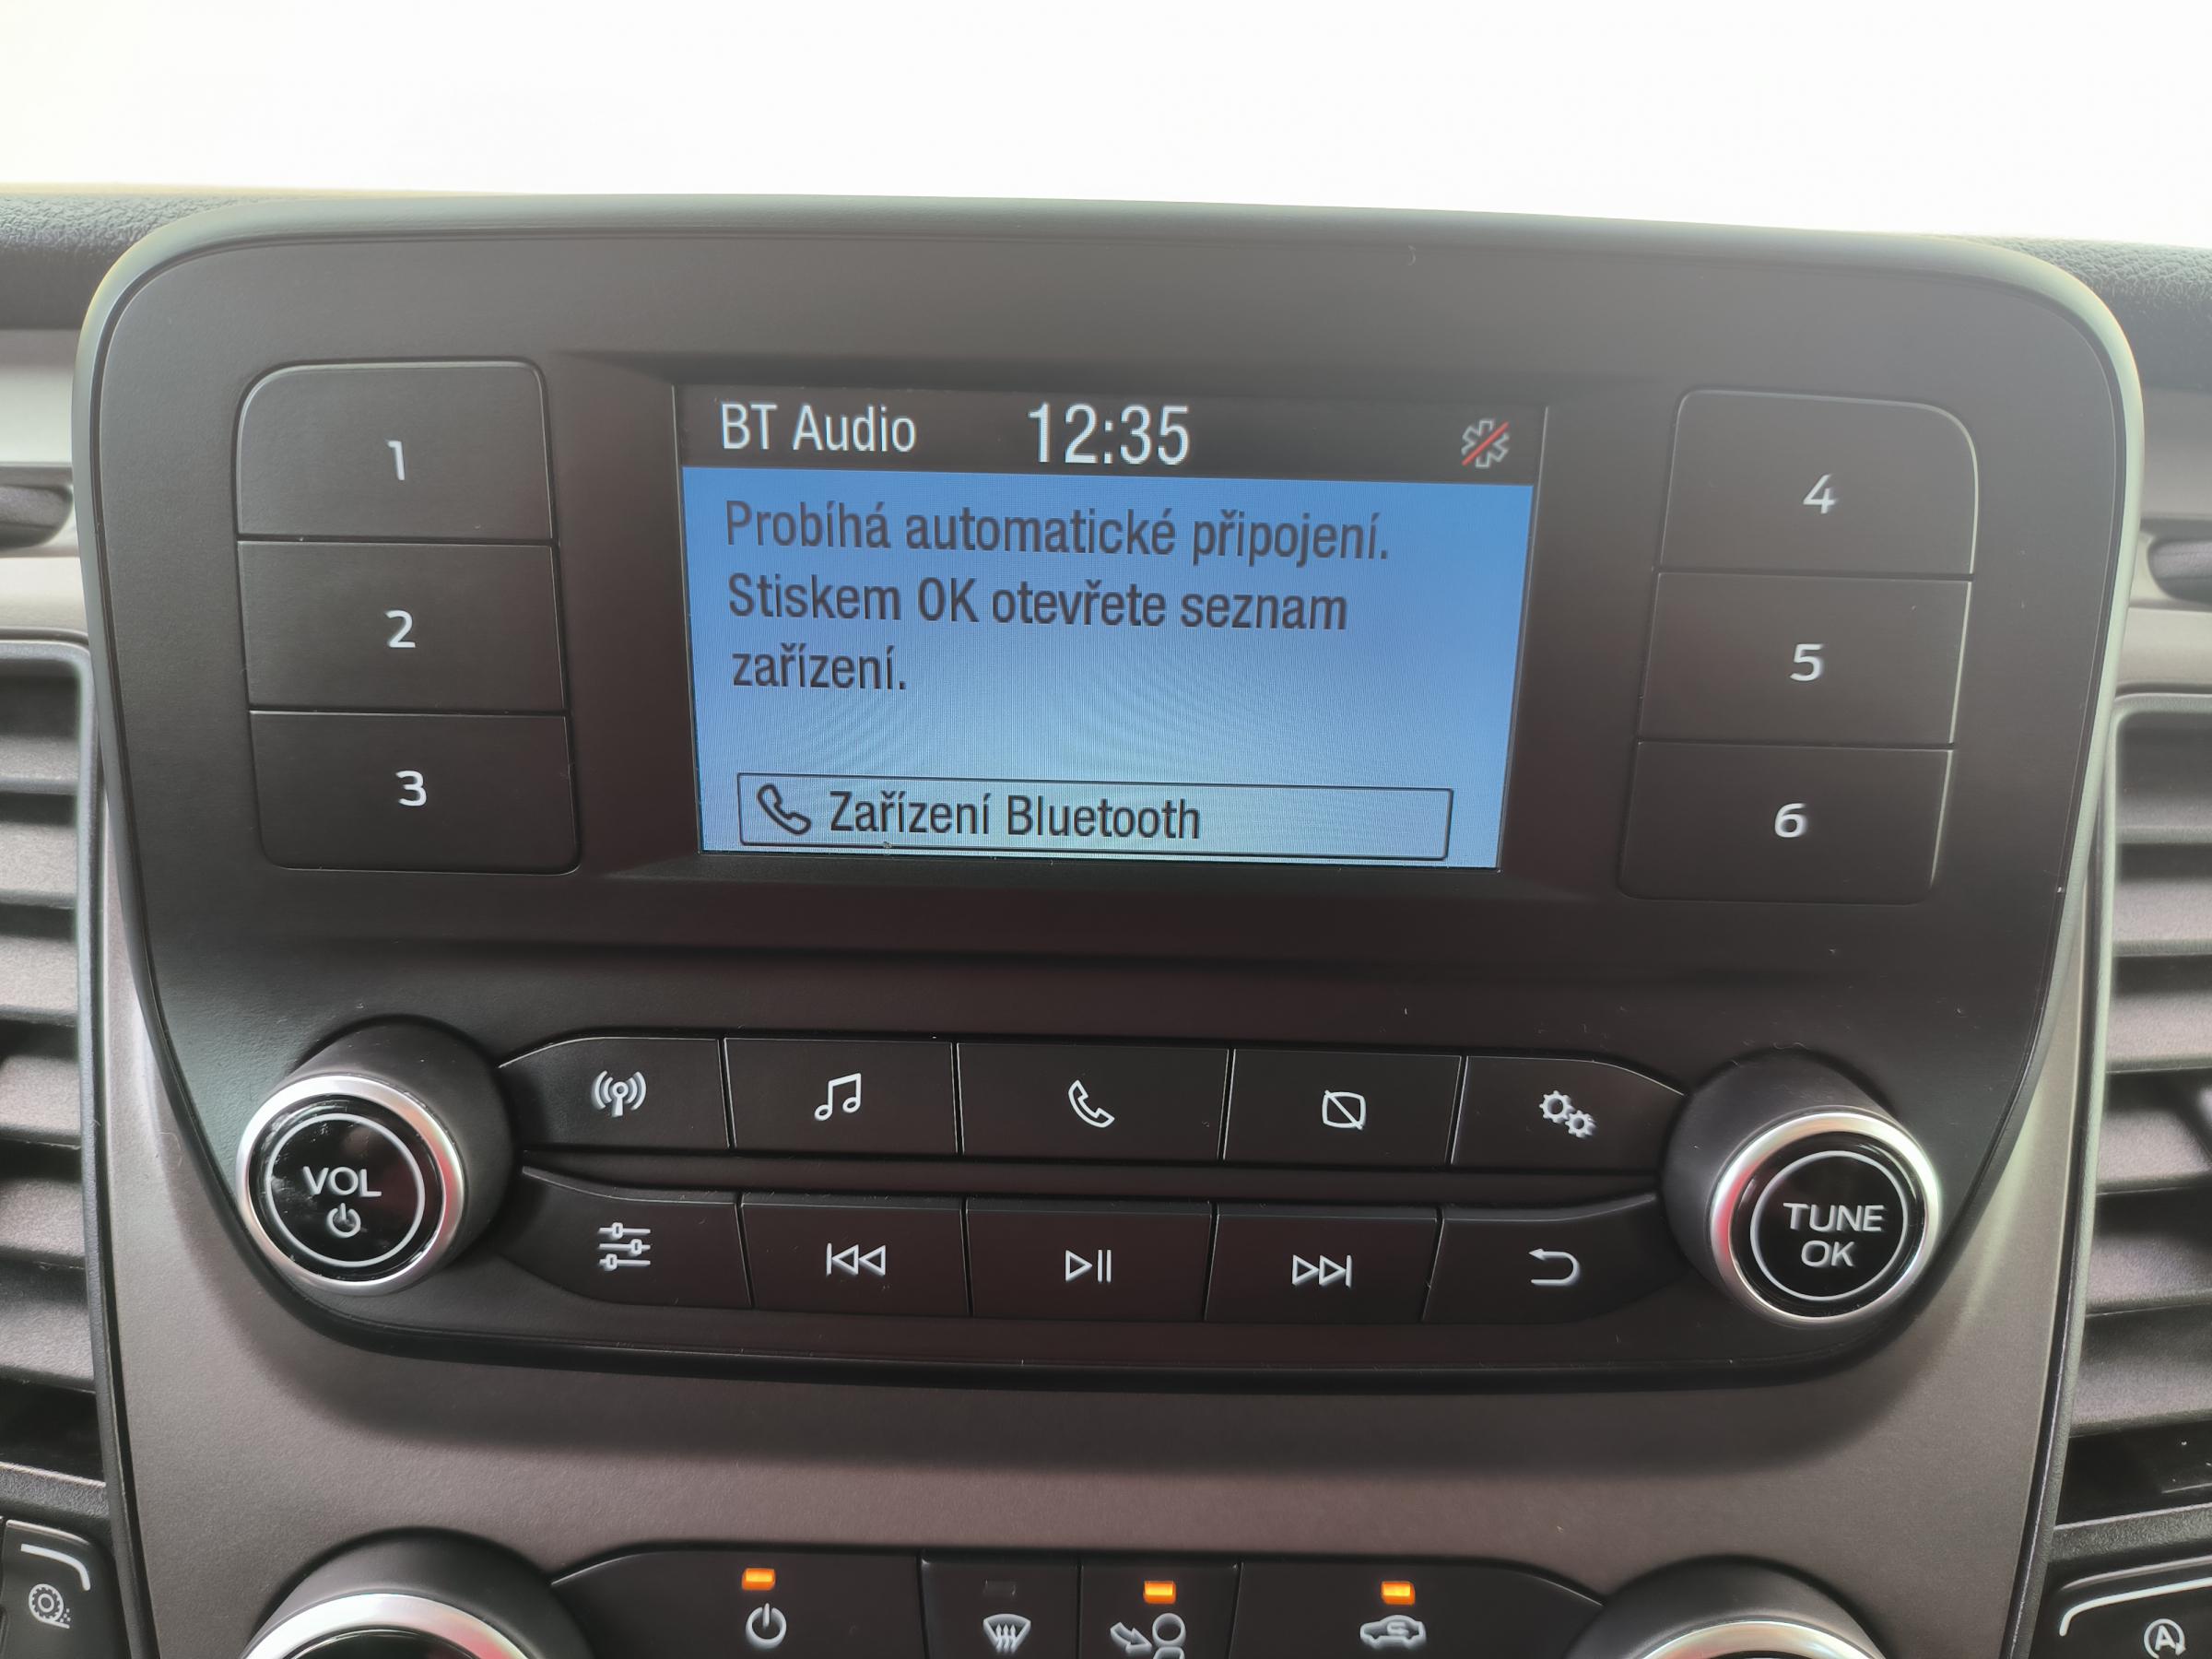 BT Audio 12:35
Probíhá automatické připojení.
Stiskem OK otevřete seznam
zařízení.
Zařízení Bluetooth
1
2
3
4
5
6
VOL
TUNE
OK
A